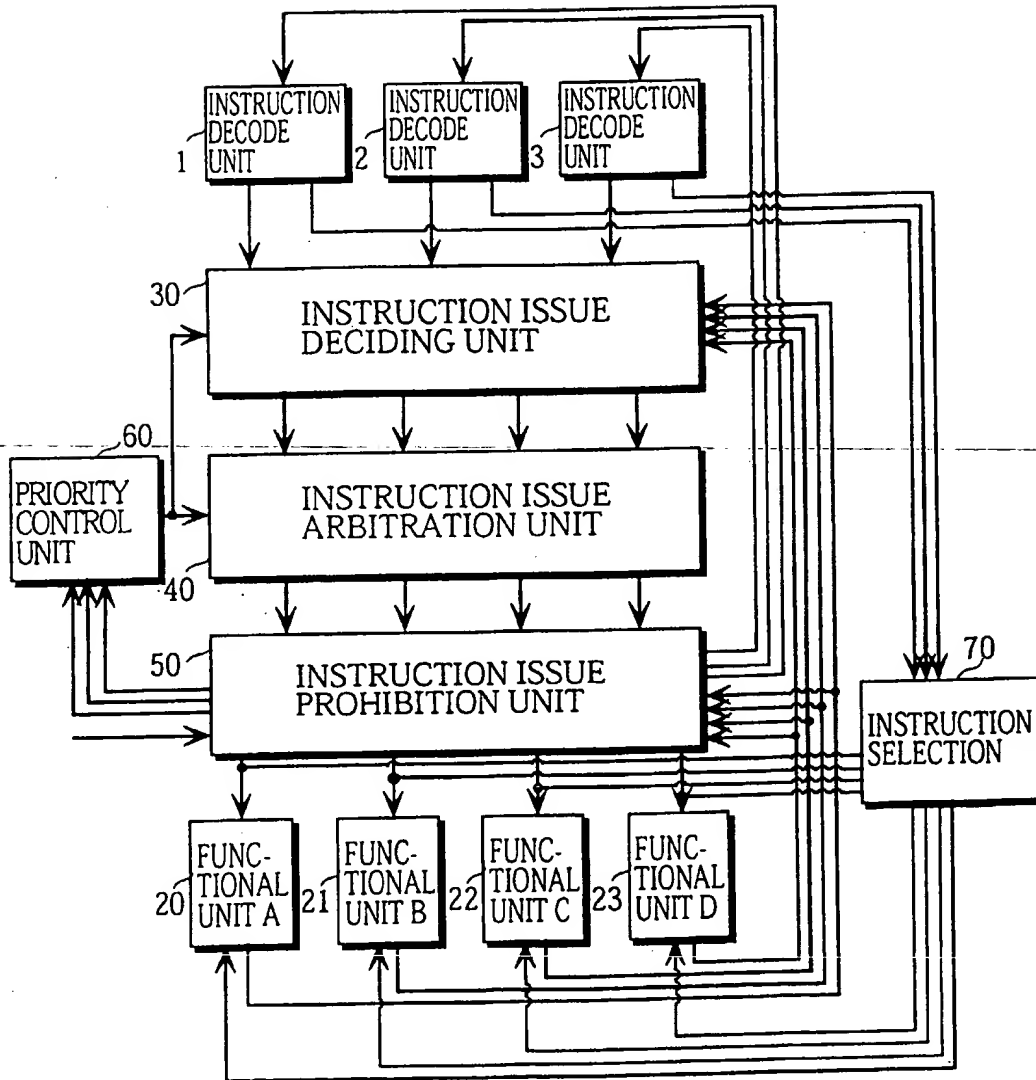 INSTRUCTION
DECODE
UNIT
1
INSTRUCTION
DECODE
UNIT
2
INSTRUCTION
DECODE
UNIT
3
30
INSTRUCTION ISSUE
DECIDING UNIT
60
PRIORITY
CONTROL
UNIT
INSTRUCTION ISSUE
ARBITRATION UNIT
40
50
INSTRUCTION ISSUE
PROHIBITION UNIT
70
INSTRUCTION
SELECTION
FUNC-
TIONAL
UNIT A
20
FUNC-
TIONAL
UNIT B
21
FUNC-
TIONAL
UNIT C
22
FUNC-
TIONAL
UNIT D
23